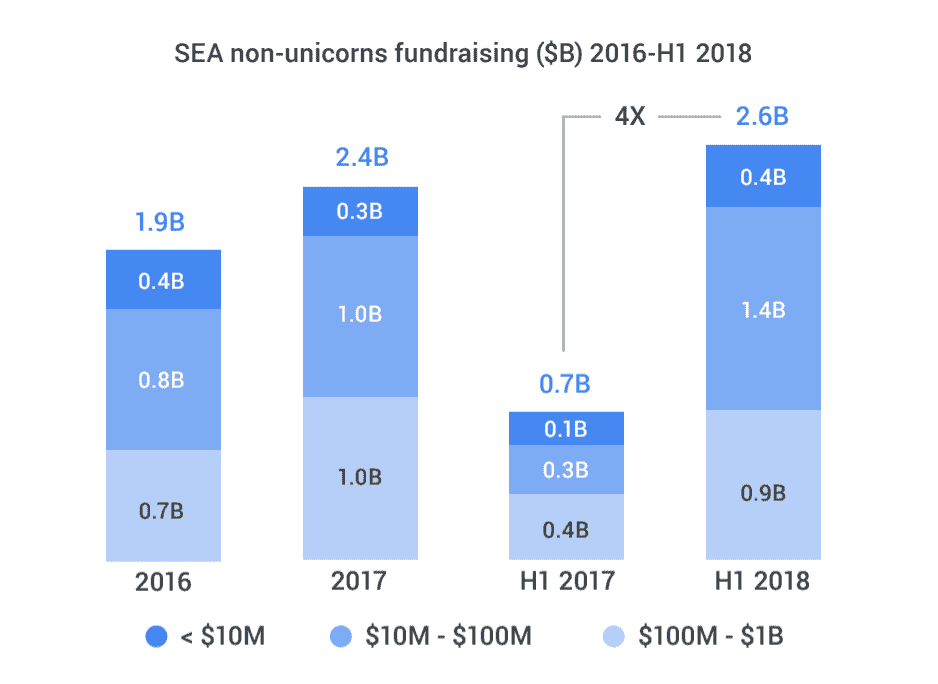 SEA non-unicorns fundraising ($B) 2016-H1 2018
4X
2.6B
2.4B
1.9B
0.7B
0.4B
0.8B
0.7B
0.3B
1.0B
1.0B
0.1B
0.3B
0.4B
0.4B
1.4B
0.9B
2016
2017
H1 2017
H1 2018
< $10M
$10M - $100M
$100M - $1B